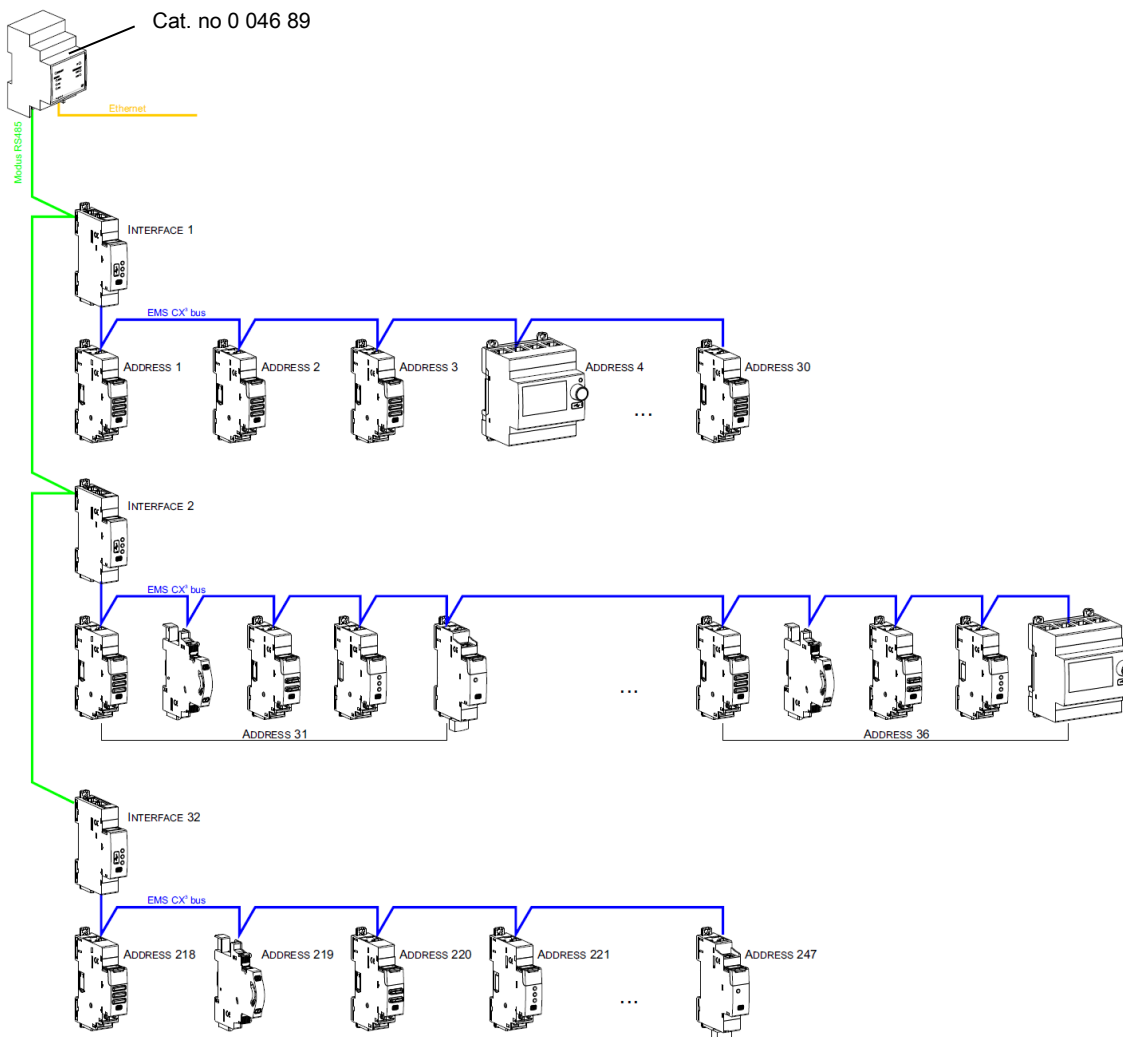 Cat. no 0 046 89
Ethernet
Modus RS485
INTERFACE 1
EMS CX³ bus
ADDRESS 1
ADDRESS 2
ADDRESS 3
ADDRESS 4
...
ADDRESS 30
INTERFACE 2
EMS CX³ bus
...
ADDRESS 31
ADDRESS 36
INTERFACE 32
EMS CX³ bus
ADDRESS 218
ADDRESS 219
ADDRESS 220
ADDRESS 221
...
ADDRESS 247